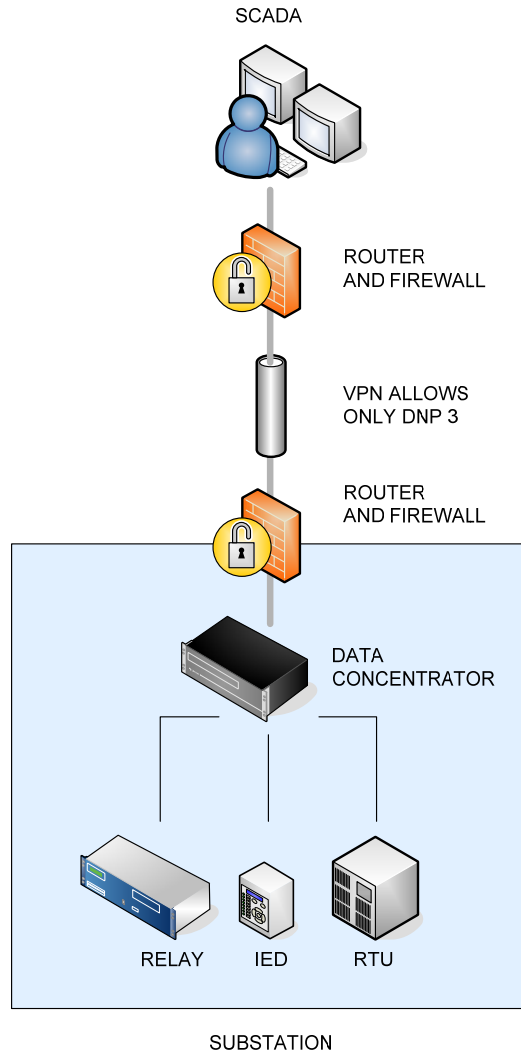 SCADA
ROUTER
AND FIREWALL
VPN ALLOWS
ONLY DNP 3
ROUTER
AND FIREWALL
DATA
CONCENTRATOR
RELAY
IED
RTU
SUBSTATION